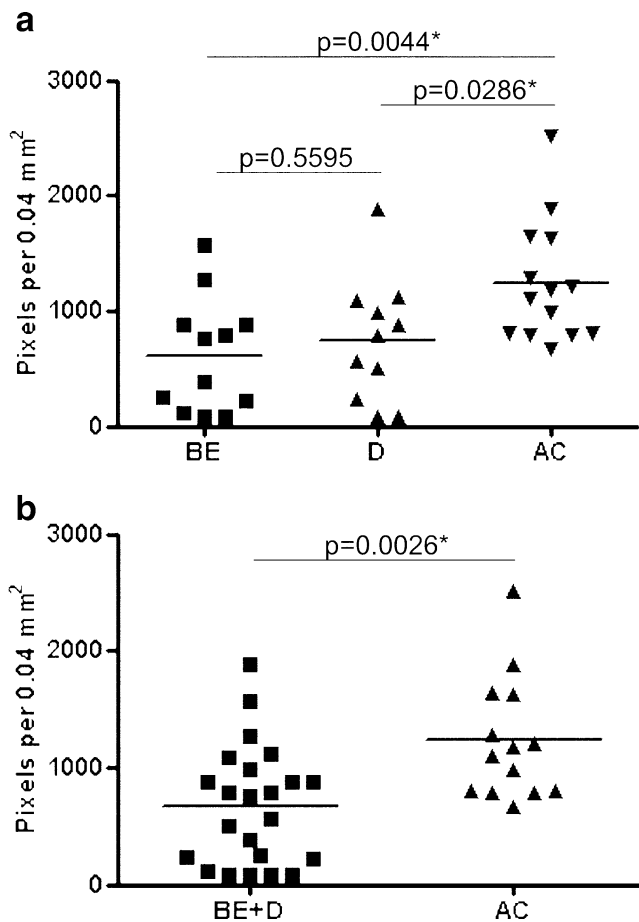 a
p=0.0044*
3000
p=0.0286*
p=0.5595
2000
1000
0
Pixels per 0.04 mm²
BE D AC
b
3000
p=0.0026*
2000
1000
0
Pixels per 0.04 mm²
BE+D AC